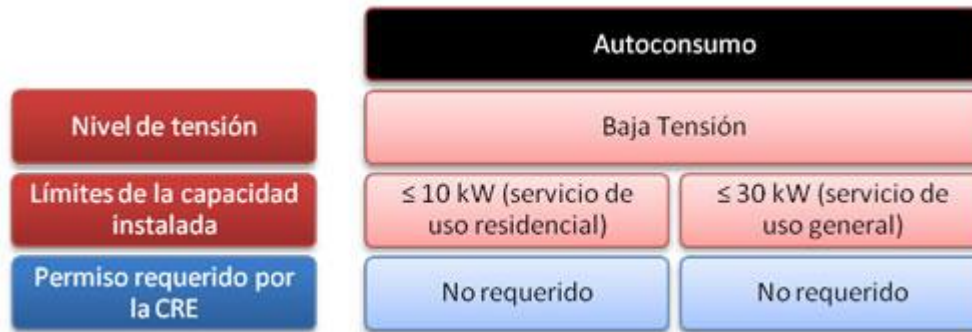 Autoconsumo
Nivel de tensión
Baja Tensión
Límites de la capacidad
instalada
≤ 10 kW (servicio de
uso residencial)
≤ 30 kW (servicio de
uso general)
Permiso requerido por
la CRE
No requerido
No requerido